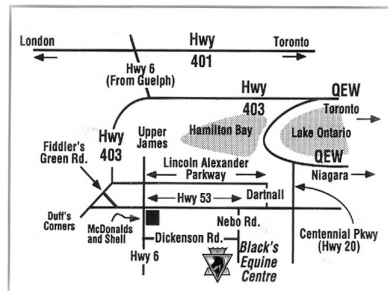 London
Hwy
401
Toronto
Hwy 6
(From Guelph)
Hwy
403
QEW
Toronto
Hwy
403
Upper
James
Hamilton Bay
Lake Ontario
Fiddler's
Green Rd.
Lincoln Alexander
Parkway
QEW
Niagara
Hwy 53
Dartnall
Duff's
Corners
McDonalds
and Shell
Nebo Rd.
Dickenson Rd.
Centennial Pkwy
(Hwy 20)
Hwy 6
Black's
Equine
Centre